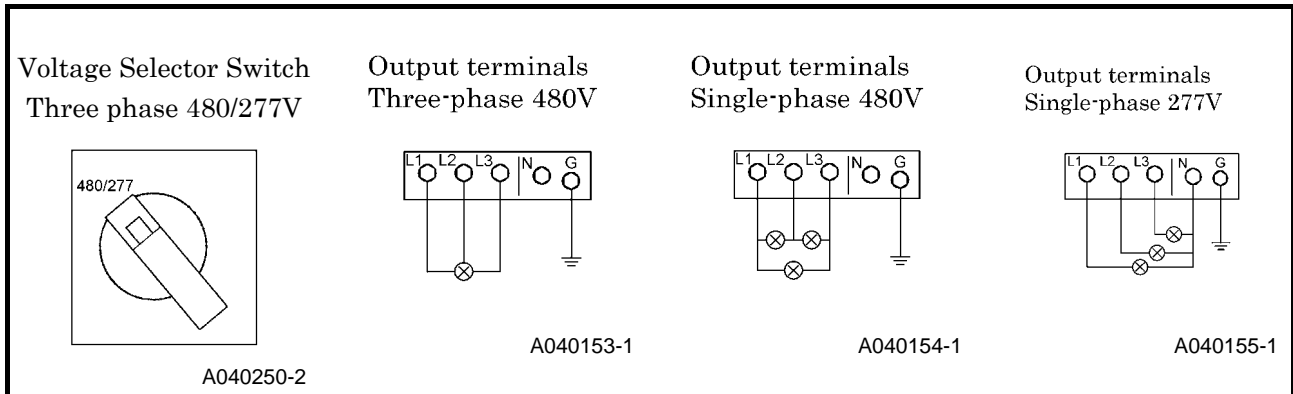 Voltage Selector Switch
Three phase 480/277V
480/277
A040250-2
Output terminals
Three-phase 480V
L1 L2 L3 N G
A040153-1
Output terminals
Single-phase 480V
L1 L2 L3 N G
A040154-1
Output terminals
Single-phase 277V
L1 L2 L3 N G
A040155-1